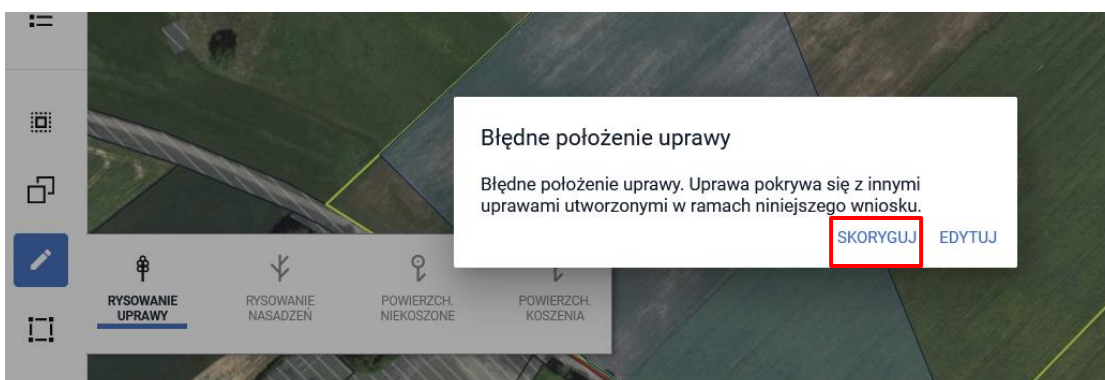 Błędne położenie uprawy
Błędne położenie uprawy. Uprawa pokrywa się z innymi
uprawami utworzonymi w ramach niniejszego wniosku.
SKORYGUJ EDYTUJ
RYSOWANIE
UPRAWY
RYSOWANIE
NASADZEŃ
POWIERZCH.
NIEKOSZONE
POWIERZCH.
KOSZENIA